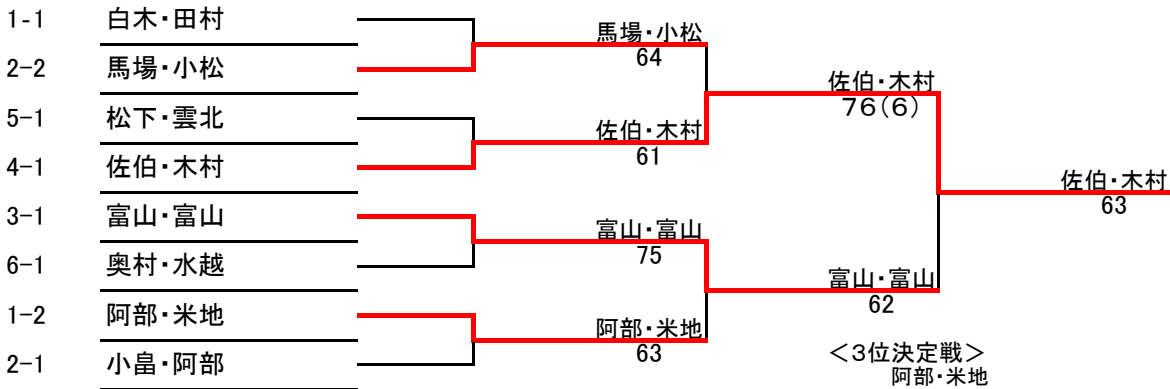 1-1 白木・田村
2-2 馬場・小松
5-1 松下・雲北
4-1 佐伯・木村
3-1 富山・富山
6-1 奥村・水越
1-2 阿部・米地
2-1 小畠・阿部
馬場・小松
64
佐伯・木村
61
富山・富山
75
阿部・米地
63
佐伯・木村
76(6)
富山・富山
62
佐伯・木村
63
<3位決定戦>
阿部・米地